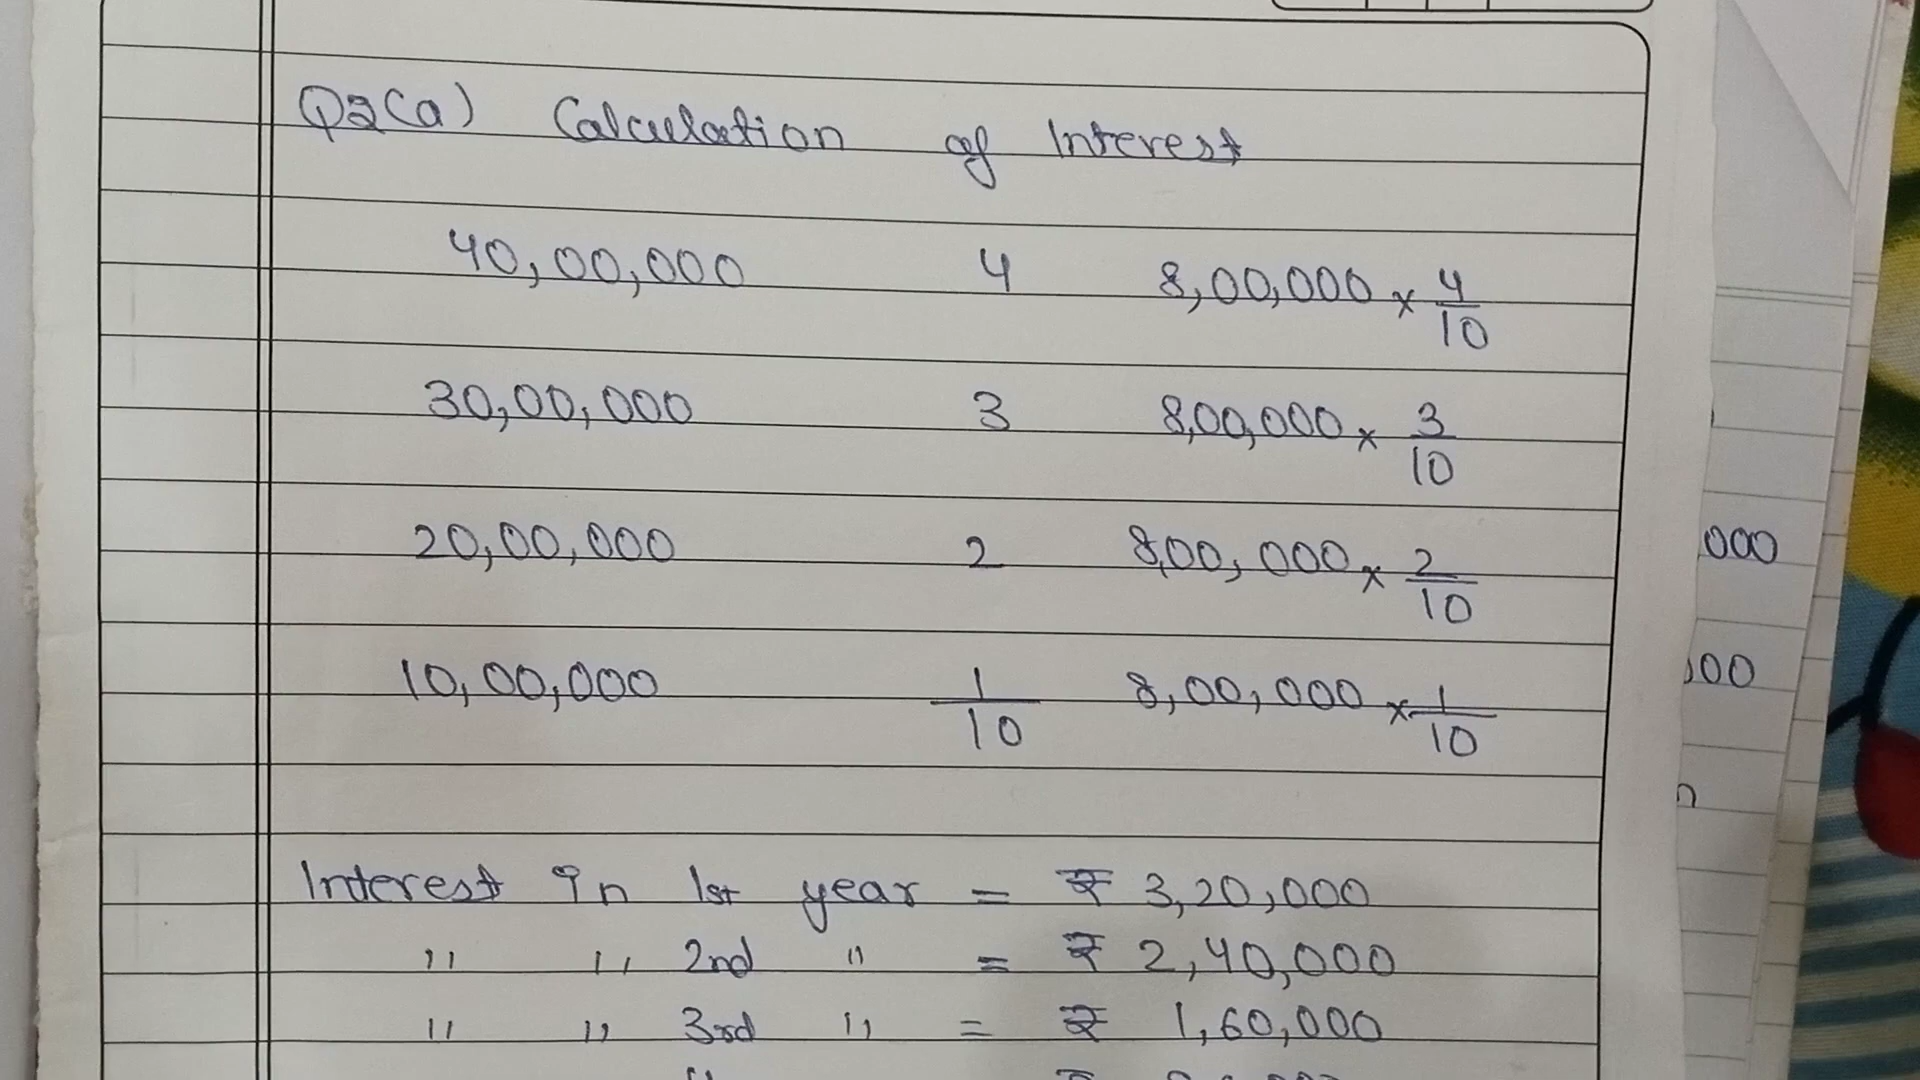 Q2(a) Calculation of Interest
40,00,000 4 8,00,000 × 4/10
30,00,000 3 8,00,000 × 3/10
20,00,000 2 8,00,000 × 2/10
10,00,000 1/10 8,00,000 × 1/10
Interest in 1st year = ₹ 3,20,000
" " 2nd " = ₹ 2,40,000
" " 3rd " = ₹ 1,60,000
000
00